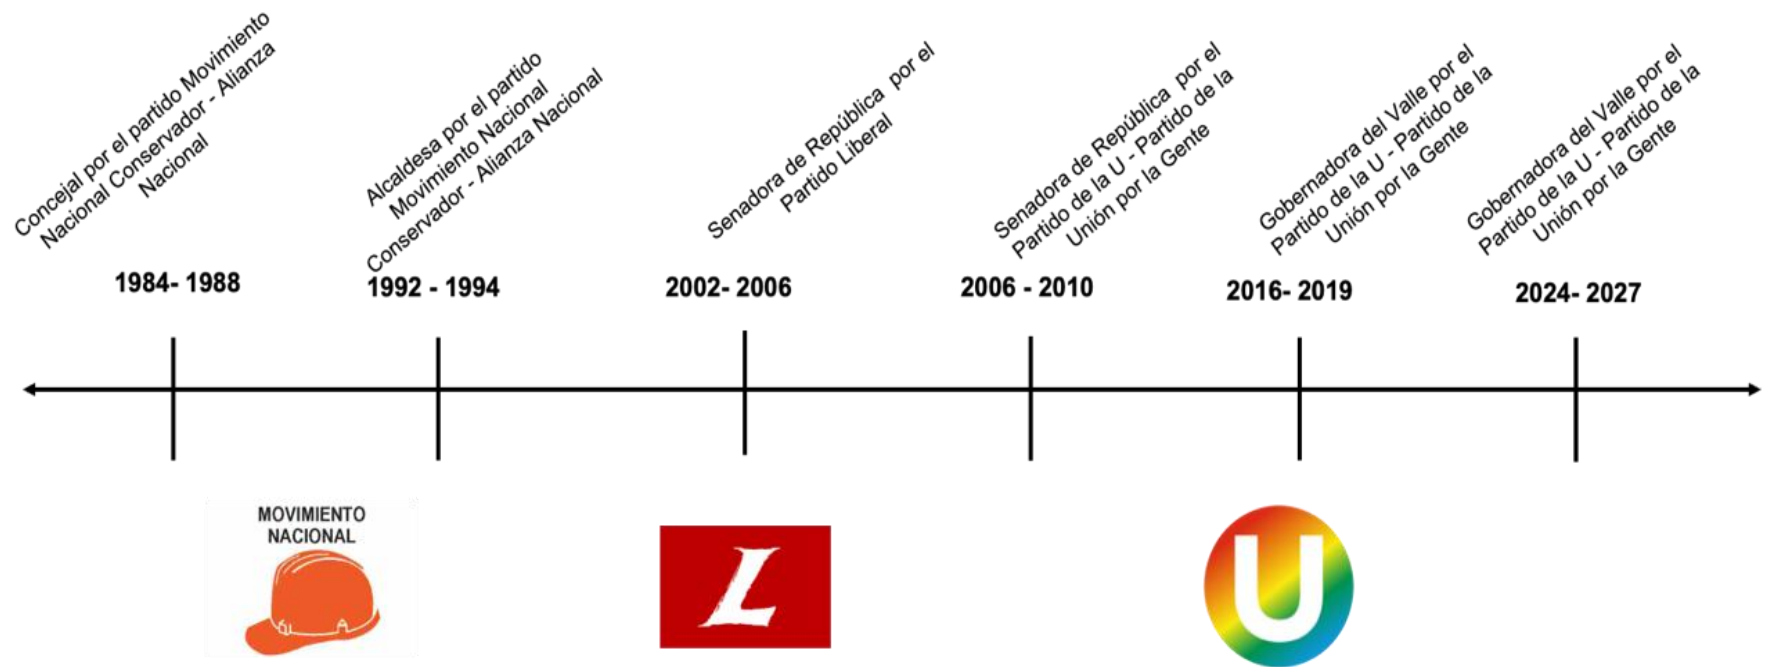 Concejal por el partido Movimiento
Nacional Conservador - Alianza
Nacional
1984- 1988
Alcaldesa por el partido
Movimiento Nacional
Conservador - Alianza Nacional
1992 - 1994
Senadora de República por el
Partido Liberal
2002- 2006
Senadora de República por el
Partido de la U - Partido de la
Unión por la Gente
2006 - 2010
Gobernadora del Valle por el
Partido de la U - Partido de la
Unión por la Gente
2016- 2019
Gobernadora del Valle por el
Partido de la U - Partido de la
Unión por la Gente
2024- 2027
MOVIMIENTO
NACIONAL
L
U